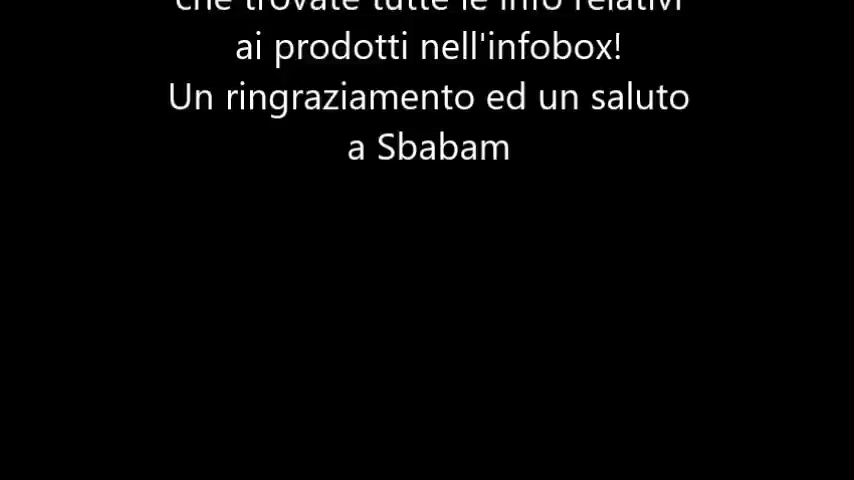 che trovate tutte le info relativi
ai prodotti nell'infobox!
Un ringraziamento ed un saluto
a Sbabam